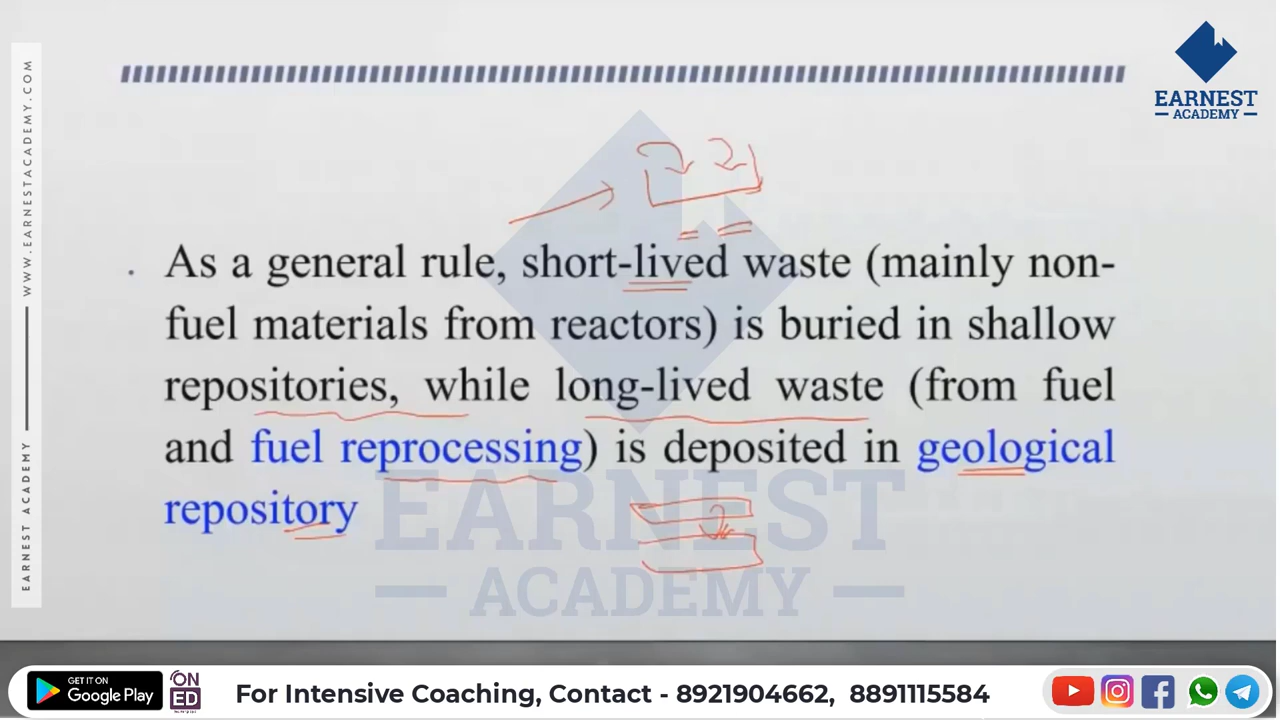 EARNEST
ACADEMY
WWW.EARNESTACADEMY.COM
EARNEST ACADEMY
As a general rule, short-lived waste (mainly non-
fuel materials from reactors) is buried in shallow
repositories, while long-lived waste (from fuel
and fuel reprocessing) is deposited in geological
repository
EARNEST
ACADEMY
GET IT ON
Google Play
ON
ED
For Intensive Coaching, Contact - 8921904662, 8891115584